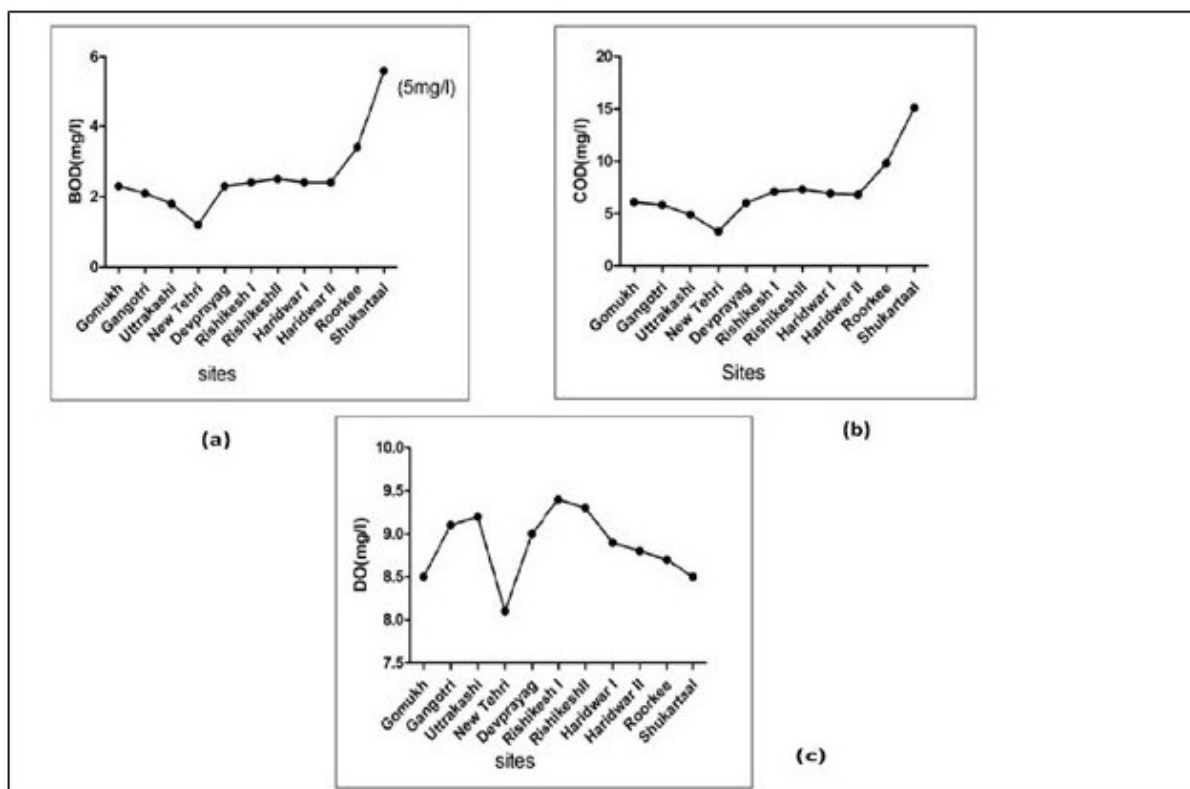 6
4
2
0
BOD(mg/l)
(5mg/l)
Gomukh
Gangotri
Uttrakashi
New Tehri
Devprayag
Rishikesh I
RishikeshII
Haridwar I
Haridwar II
Roorkee
Shukartaal
sites
(a)
20
15
10
5
0
COD(mg/l)
Gomukh
Gangotri
Uttrakashi
New Tehri
Devprayag
Rishikesh I
RishikeshII
Haridwar I
Haridwar II
Roorkee
Shukartaal
Sites
(b)
10.0
9.5
9.0
8.5
8.0
7.5
DO(mg/l)
Gomukh
Gangotri
Uttrakashi
New Tehri
Devprayag
Rishikesh I
RishikeshII
Haridwar I
Haridwar II
Roorkee
Shukartaal
sites
(c)